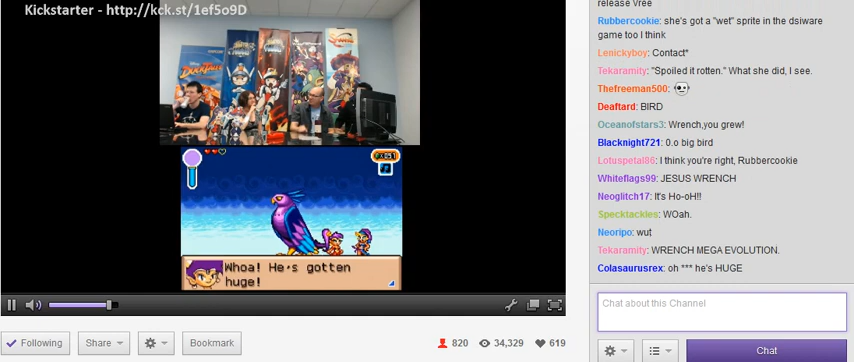 Kickstarter - http://kck.st/1ef5o9D
DUCKTALES
Whoa! He's gotten
huge!
Following
Share
Bookmark
820
34,329
619
release Vree
Rubbercookie: she's got a "wet" sprite in the dsiware
game too I think
Lenickyboy: Contact*
Tekaramity: "Spoiled it rotten." What she did, I see.
Thefreeman500:
Deaftard: BIRD
Oceanofstars3: Wrench,you grew!
Blacknight721: 0.o big bird
Lotuspetal86: I think you're right, Rubbercookie
Whiteflags99: JESUS WRENCH
Neoglitch17: It's Ho-oH!!
Specktackles: WOah.
Neoripo: wut
Tekaramity: WRENCH MEGA EVOLUTION.
Colasaurusrex: oh *** he's HUGE
Chat about this Channel
Chat